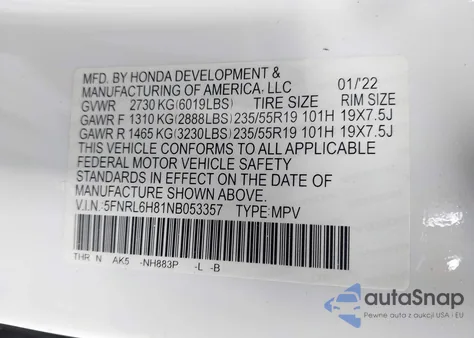 MFD. BY HONDA DEVELOPMENT &
MANUFACTURING OF AMERICA, LLC 01/'22
GVWR 2730 KG(6019LBS) TIRE SIZE RIM SIZE
GAWR F 1310 KG(2888LBS) 235/55R19 101H 19X7.5J
GAWR R 1465 KG(3230LBS) 235/55R19 101H 19X7.5J
THIS VEHICLE CONFORMS TO ALL APPLICABLE
FEDERAL MOTOR VEHICLE SAFETY
STANDARDS IN EFFECT ON THE DATE OF
MANUFACTURE SHOWN ABOVE.
V.I.N.:5FNRL6H81NB053357 TYPE:MPV
THR N AK5 -NH883P -L -B
autoSnap
Pewne auta z aukcji USA i EU